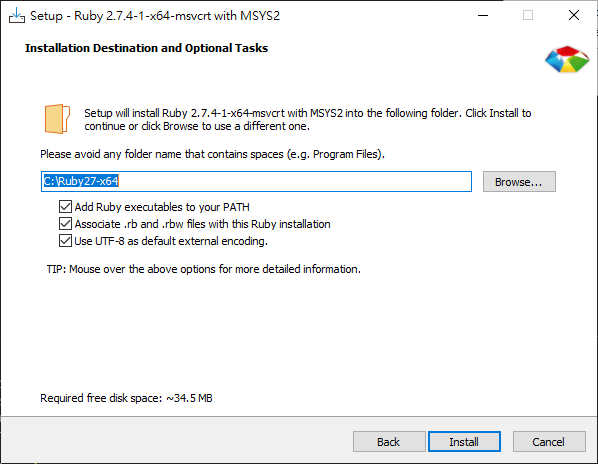 Setup - Ruby 2.7.4-1-x64-msvcrt with MSYS2
Installation Destination and Optional Tasks
Setup will install Ruby 2.7.4-1-x64-msvcrt with MSYS2 into the following folder. Click Install to
continue or click Browse to use a different one.
Please avoid any folder name that contains spaces (e.g. Program Files).
C:\Ruby27-x64
Browse...
Add Ruby executables to your PATH
Associate .rb and .rbw files with this Ruby installation
Use UTF-8 as default external encoding.
TIP: Mouse over the above options for more detailed information.
Required free disk space: ~34.5 MB
Back
Install
Cancel